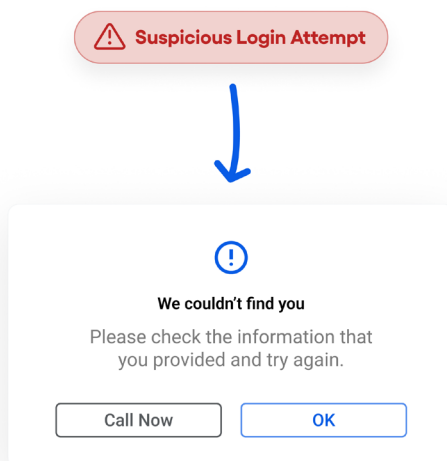 Suspicious Login Attempt
We couldn't find you
Please check the information that
you provided and try again.
Call Now
OK